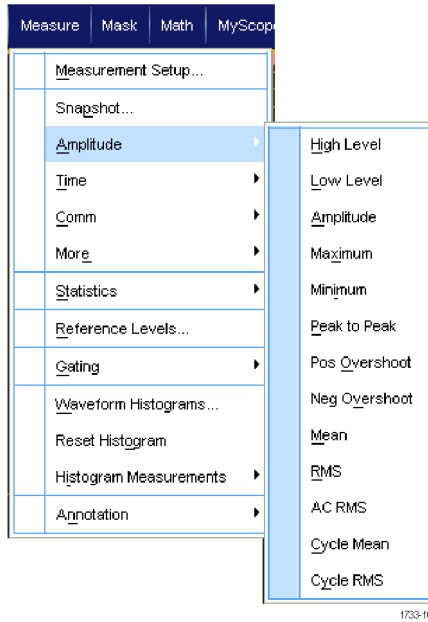 Measure Mask Math MyScop
Measurement Setup...
Snapshot...
Amplitude
Time
Comm
More
Statistics
Reference Levels...
Gating
Waveform Histograms...
Reset Histogram
Histogram Measurements
Annotation
High Level
Low Level
Amplitude
Maximum
Minimum
Peak to Peak
Pos Overshoot
Neg Overshoot
Mean
RMS
AC RMS
Cycle Mean
Cycle RMS